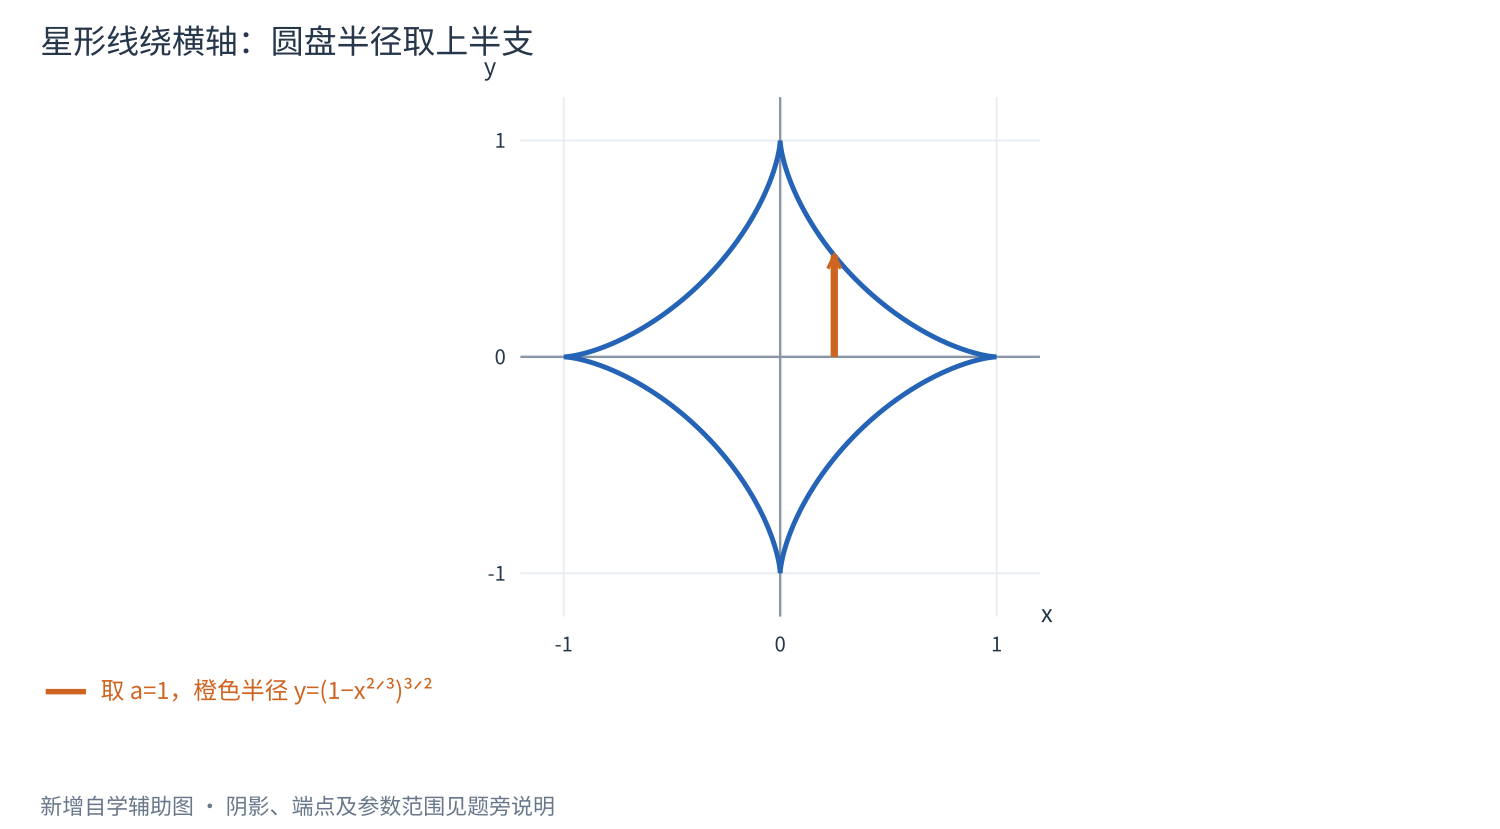 星形线绕横轴：圆盘半径取上半支
y
1
0
-1
x
-1 0 1
取 a=1，橙色半径 y=(1−x²ᐟ³)³ᐟ²
新增自学辅助图 · 阴影、端点及参数范围见题旁说明